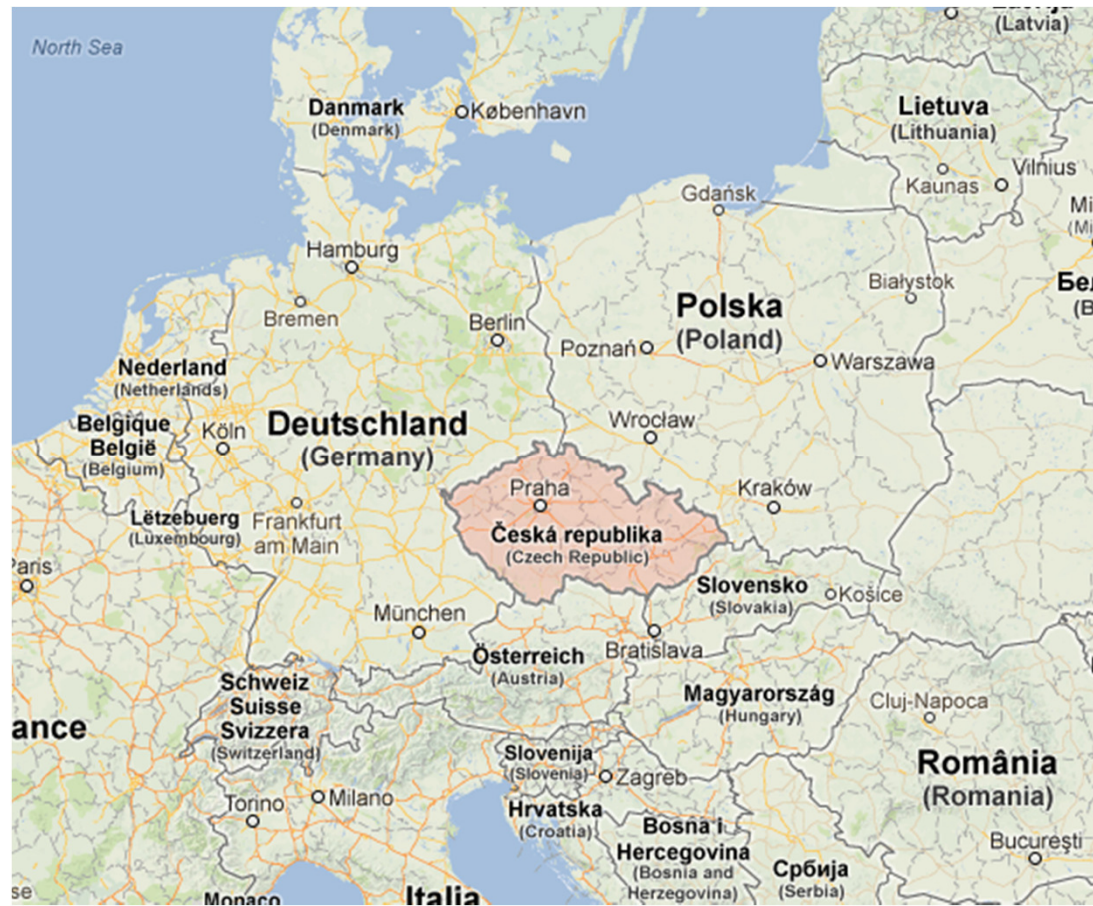 North Sea
(Latvia)
Danmark
(Denmark)
København
Lietuva
(Lithuania)
Kaunas
Vilnius
Gdańsk
Hamburg
Bremen
Berlin
Białystok
Polska
(Poland)
Poznań
Warszawa
Nederland
(Netherlands)
Belgique
België
(Belgium)
Köln
Deutschland
(Germany)
Wrocław
Lëtzebuerg
(Luxembourg)
Frankfurt
am Main
Praha
Česká republika
(Czech Republic)
Kraków
Paris
Slovensko
(Slovakia)
Košice
München
Österreich
(Austria)
Bratislava
Schweiz
Suisse
Svizzera
(Switzerland)
Magyarország
(Hungary)
Cluj-Napoca
ance
Slovenija
(Slovenia)
Zagreb
România
(Romania)
Torino
Milano
Hrvatska
(Croatia)
Bosna i
Hercegovina
(Bosnia and
Herzegovina)
Србија
(Serbia)
București
Monaco
Italia